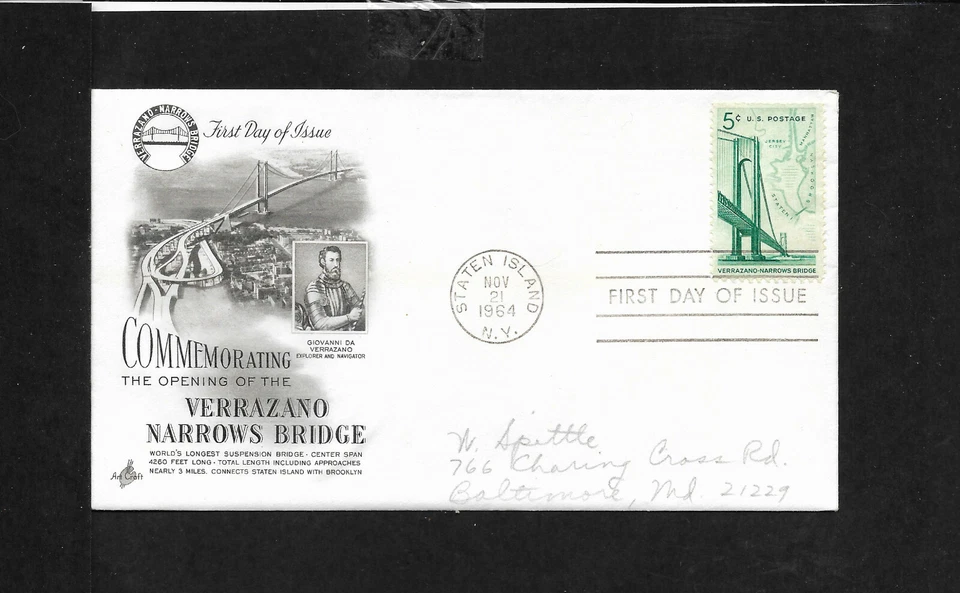 VERRAZANO-NARROWS BRIDGE
First Day of Issue
GIOVANNI DA
VERRAZANO
EXPLORER AND NAVIGATOR
COMMEMORATING
THE OPENING OF THE
VERRAZANO
NARROWS BRIDGE
WORLD'S LONGEST SUSPENSION BRIDGE · CENTER SPAN
4260 FEET LONG · TOTAL LENGTH INCLUDING APPROACHES
NEARLY 3 MILES. CONNECTS STATEN ISLAND WITH BROOKLYN
Art Craft
STATEN ISLAND
NOV
21
1964
N.Y.
5¢ U.S. POSTAGE
JERSEY
CITY
MANHATTAN
BROOKLYN
STATEN I.
VERRAZANO-NARROWS BRIDGE
FIRST DAY OF ISSUE
W. Spittle
766 Charing Cross Rd.
Baltimore, Md. 21229